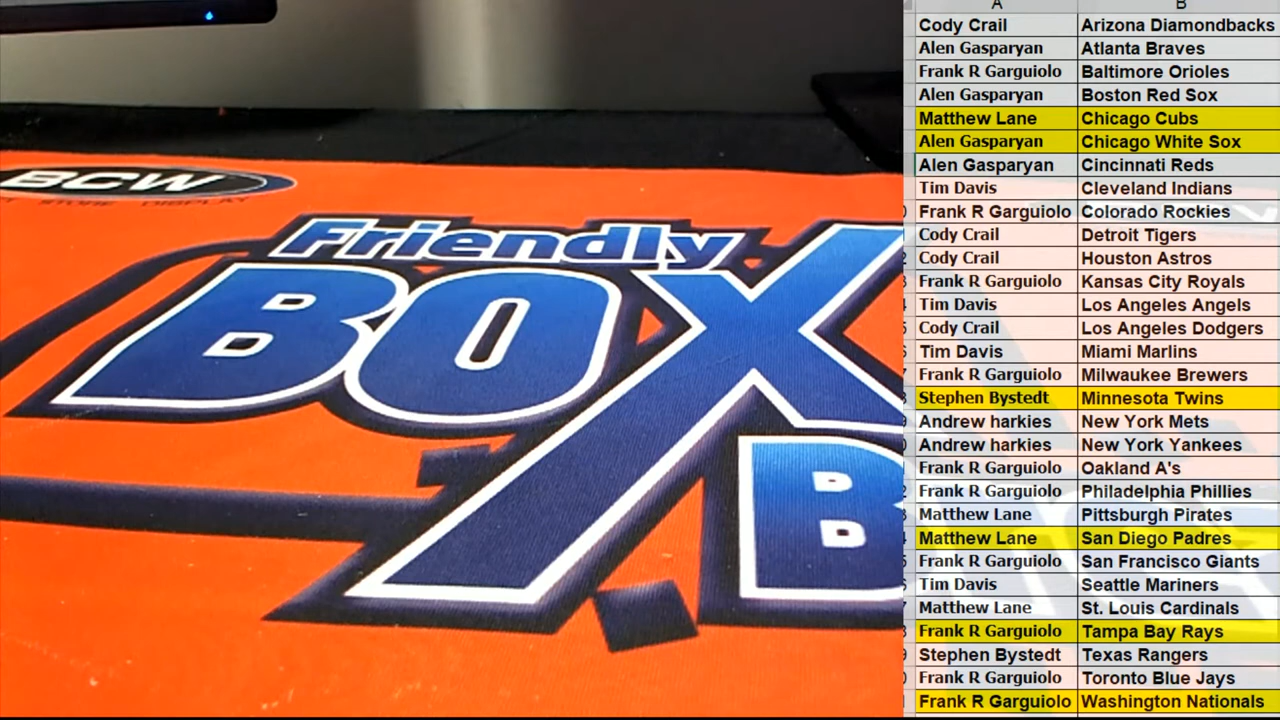 BCW
STORE DISPLAY
Friendly
BOX
B
A B
Cody Crail Arizona Diamondbacks
Alen Gasparyan Atlanta Braves
Frank R Garguiolo Baltimore Orioles
Alen Gasparyan Boston Red Sox
Matthew Lane Chicago Cubs
Alen Gasparyan Chicago White Sox
Alen Gasparyan Cincinnati Reds
Tim Davis Cleveland Indians
Frank R Garguiolo Colorado Rockies
Cody Crail Detroit Tigers
Cody Crail Houston Astros
Frank R Garguiolo Kansas City Royals
Tim Davis Los Angeles Angels
Cody Crail Los Angeles Dodgers
Tim Davis Miami Marlins
Frank R Garguiolo Milwaukee Brewers
Stephen Bystedt Minnesota Twins
Andrew harkies New York Mets
Andrew harkies New York Yankees
Frank R Garguiolo Oakland A's
Frank R Garguiolo Philadelphia Phillies
Matthew Lane Pittsburgh Pirates
Matthew Lane San Diego Padres
Frank R Garguiolo San Francisco Giants
Tim Davis Seattle Mariners
Matthew Lane St. Louis Cardinals
Frank R Garguiolo Tampa Bay Rays
Stephen Bystedt Texas Rangers
Frank R Garguiolo Toronto Blue Jays
Frank R Garguiolo Washington Nationals